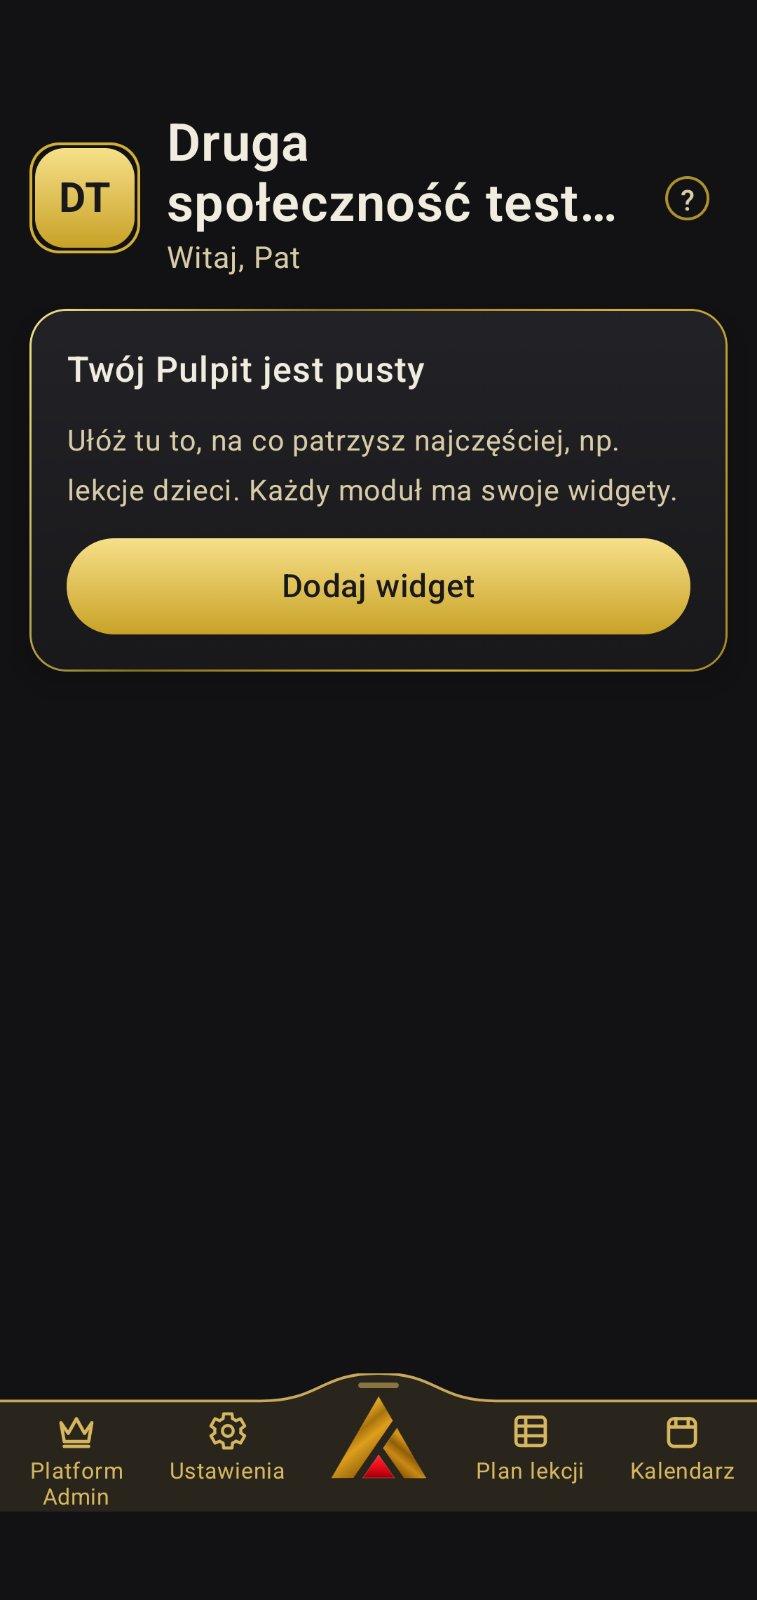 DT
Druga
społeczność test…
Witaj, Pat
?
Twój Pulpit jest pusty
Ułóż tu to, na co patrzysz najczęściej, np.
lekcje dzieci. Każdy moduł ma swoje widgety.
Dodaj widget
Platform
Admin
Ustawienia
Plan lekcji
Kalendarz